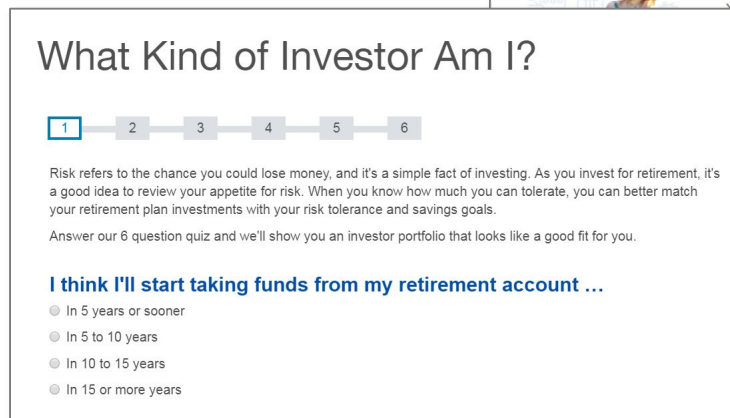 What Kind of Investor Am I?
1 2 3 4 5 6
Risk refers to the chance you could lose money, and it's a simple fact of investing. As you invest for retirement, it's
a good idea to review your appetite for risk. When you know how much you can tolerate, you can better match
your retirement plan investments with your risk tolerance and savings goals.
Answer our 6 question quiz and we'll show you an investor portfolio that looks like a good fit for you.
I think I'll start taking funds from my retirement account ...
In 5 years or sooner
In 5 to 10 years
In 10 to 15 years
In 15 or more years